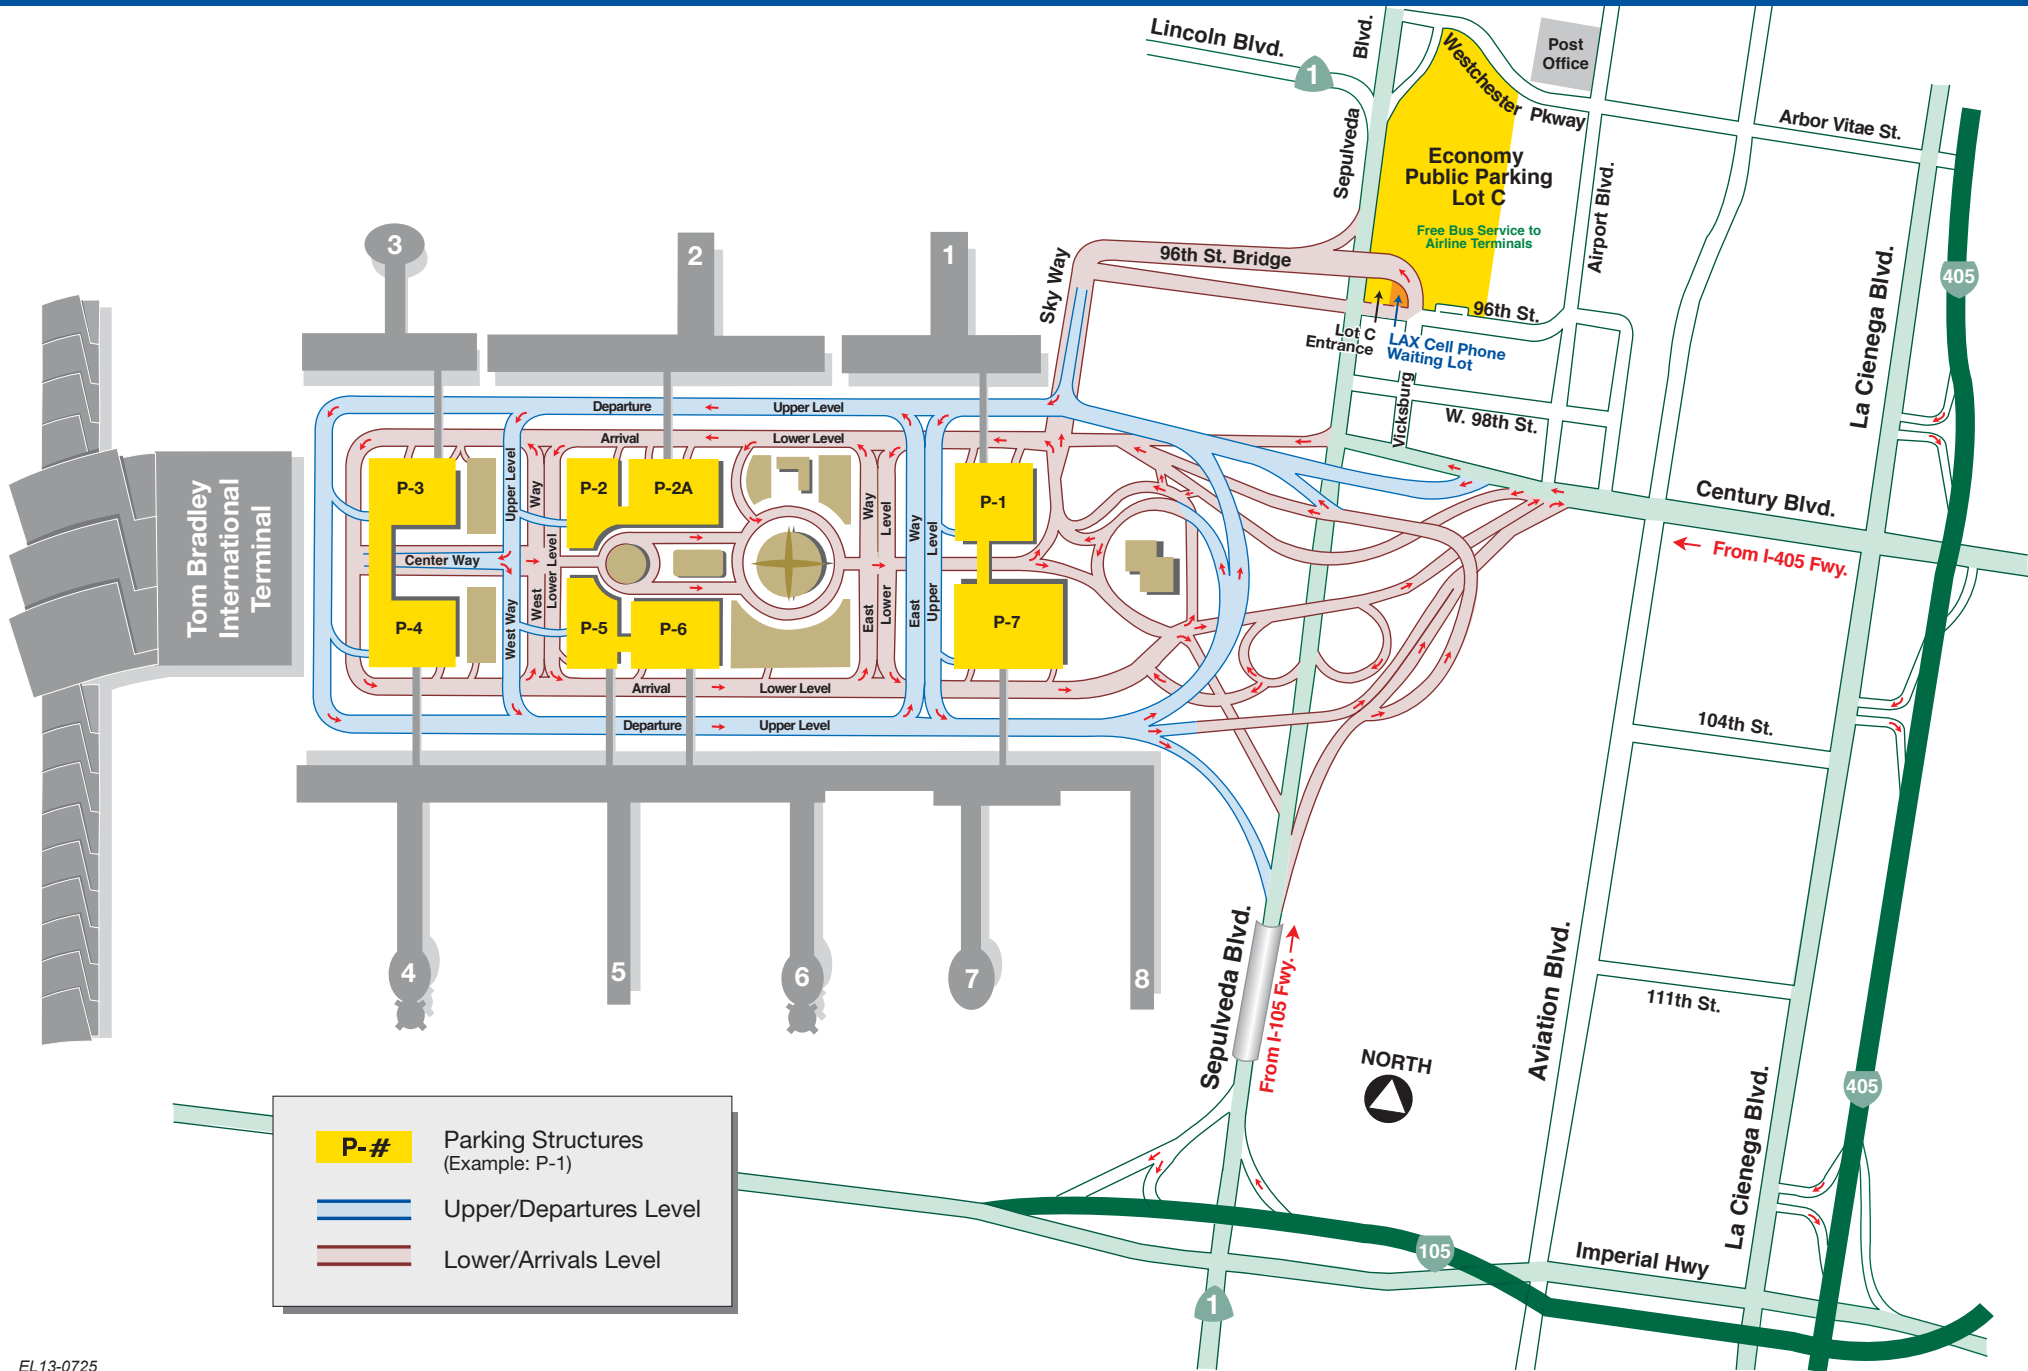 Lincoln Blvd.
1
Blvd.
Sepulveda
Westchester Pkway
Post
Office
Arbor Vitae St.
Economy
Public Parking
Lot C
Free Bus Service to
Airline Terminals
Airport Blvd.
La Cienega Blvd.
405
96th St. Bridge
Sky Way
96th St.
Lot C
Entrance
LAX Cell Phone
Waiting Lot
Vicksburg
W. 98th St.
Century Blvd.
From I-405 Fwy.
3
2
1
Departure
Upper Level
Arrival
Lower Level
P-3
P-2
P-2A
P-1
Upper Level
West Way
Way
West
Lower Level
Center Way
Way
East
Level
Lower
Way
East
Level
Upper
P-4
P-5
P-6
P-7
Arrival
Lower Level
Departure
Upper Level
Tom Bradley
International
Terminal
104th St.
4
5
6
7
8
Sepulveda Blvd.
From I-105 Fwy.
Aviation Blvd.
111th St.
NORTH
La Cienega Blvd.
405
P-#
Parking Structures
(Example: P-1)
Upper/Departures Level
Lower/Arrivals Level
105
Imperial Hwy
1
EL13-0725